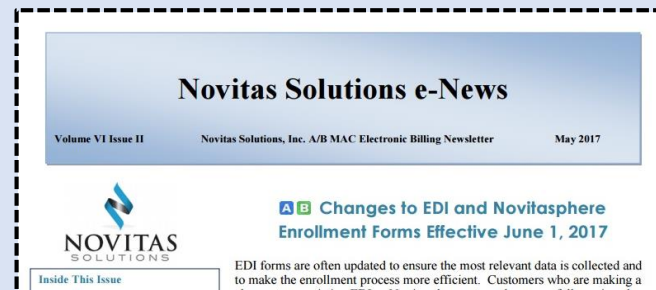 Novitas Solutions e-News
Volume VI Issue II Novitas Solutions, Inc. A/B MAC Electronic Billing Newsletter May 2017
NOVITAS
SOLUTIONS
Inside This Issue
A B Changes to EDI and Novitasphere
Enrollment Forms Effective June 1, 2017
EDI forms are often updated to ensure the most relevant data is collected and
to make the enrollment process more efficient. Customers who are making a